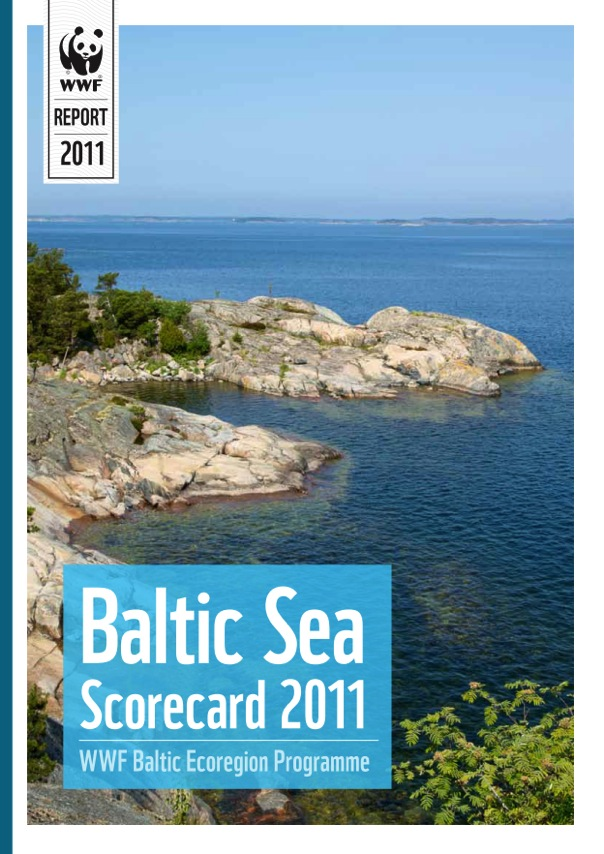 WWF
REPORT
2011
Baltic Sea
Scorecard 2011
WWF Baltic Ecoregion Programme